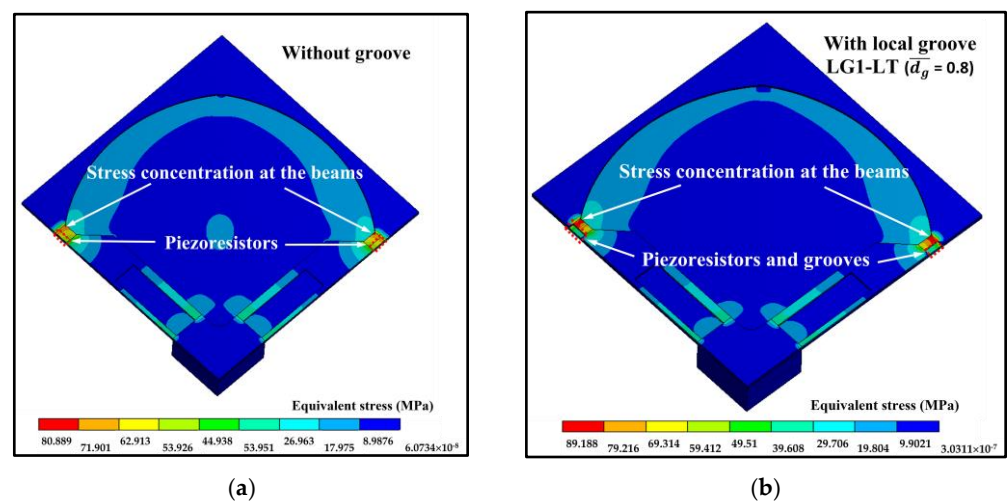 Without groove
Stress concentration at the beams
Piezoresistors
Equivalent stress (MPa)
80.889 62.913 44.938 26.963 8.9876
71.901 53.926 53.951 17.975 6.0734×10⁻⁸
(a)
With local groove
LG1-LT (d̅g̅ = 0.8)
Stress concentration at the beams
Piezoresistors and grooves
Equivalent stress (MPa)
89.188 69.314 49.51 29.706 9.9021
79.216 59.412 39.608 19.804 3.0311×10⁻⁷
(b)